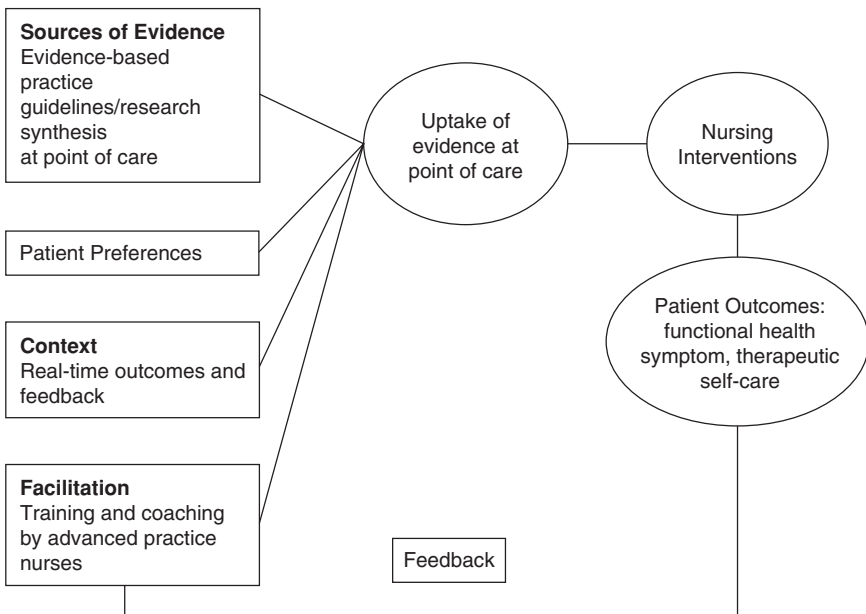 Sources of Evidence
Evidence-based
practice
guidelines/research
synthesis
at point of care
Patient Preferences
Context
Real-time outcomes and
feedback
Facilitation
Training and coaching
by advanced practice
nurses
Uptake of
evidence at
point of care
Nursing
Interventions
Patient Outcomes:
functional health
symptom, therapeutic
self-care
Feedback